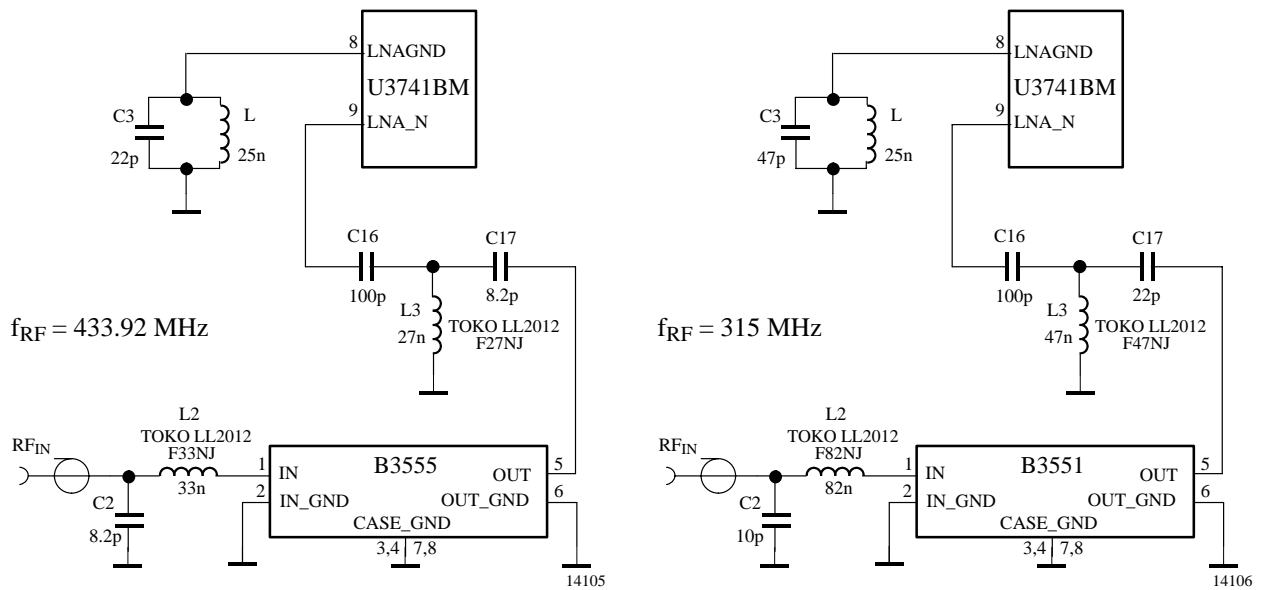 8
LNAGND
U3741BM
9
LNA_N
C3
22p
L
25n
C16
100p
C17
8.2p
L3
27n
TOKO LL2012
F27NJ
fRF = 433.92 MHz
L2
TOKO LL2012
F33NJ
33n
RFIN
C2
8.2p
1
IN
2
IN_GND
B3555
OUT
5
OUT_GND
6
CASE_GND
3,4
7,8
14105
8
LNAGND
U3741BM
9
LNA_N
C3
47p
L
25n
C16
100p
C17
22p
L3
47n
TOKO LL2012
F47NJ
fRF = 315 MHz
L2
TOKO LL2012
F82NJ
82n
RFIN
C2
10p
1
IN
2
IN_GND
B3551
OUT
5
OUT_GND
6
CASE_GND
3,4
7,8
14106